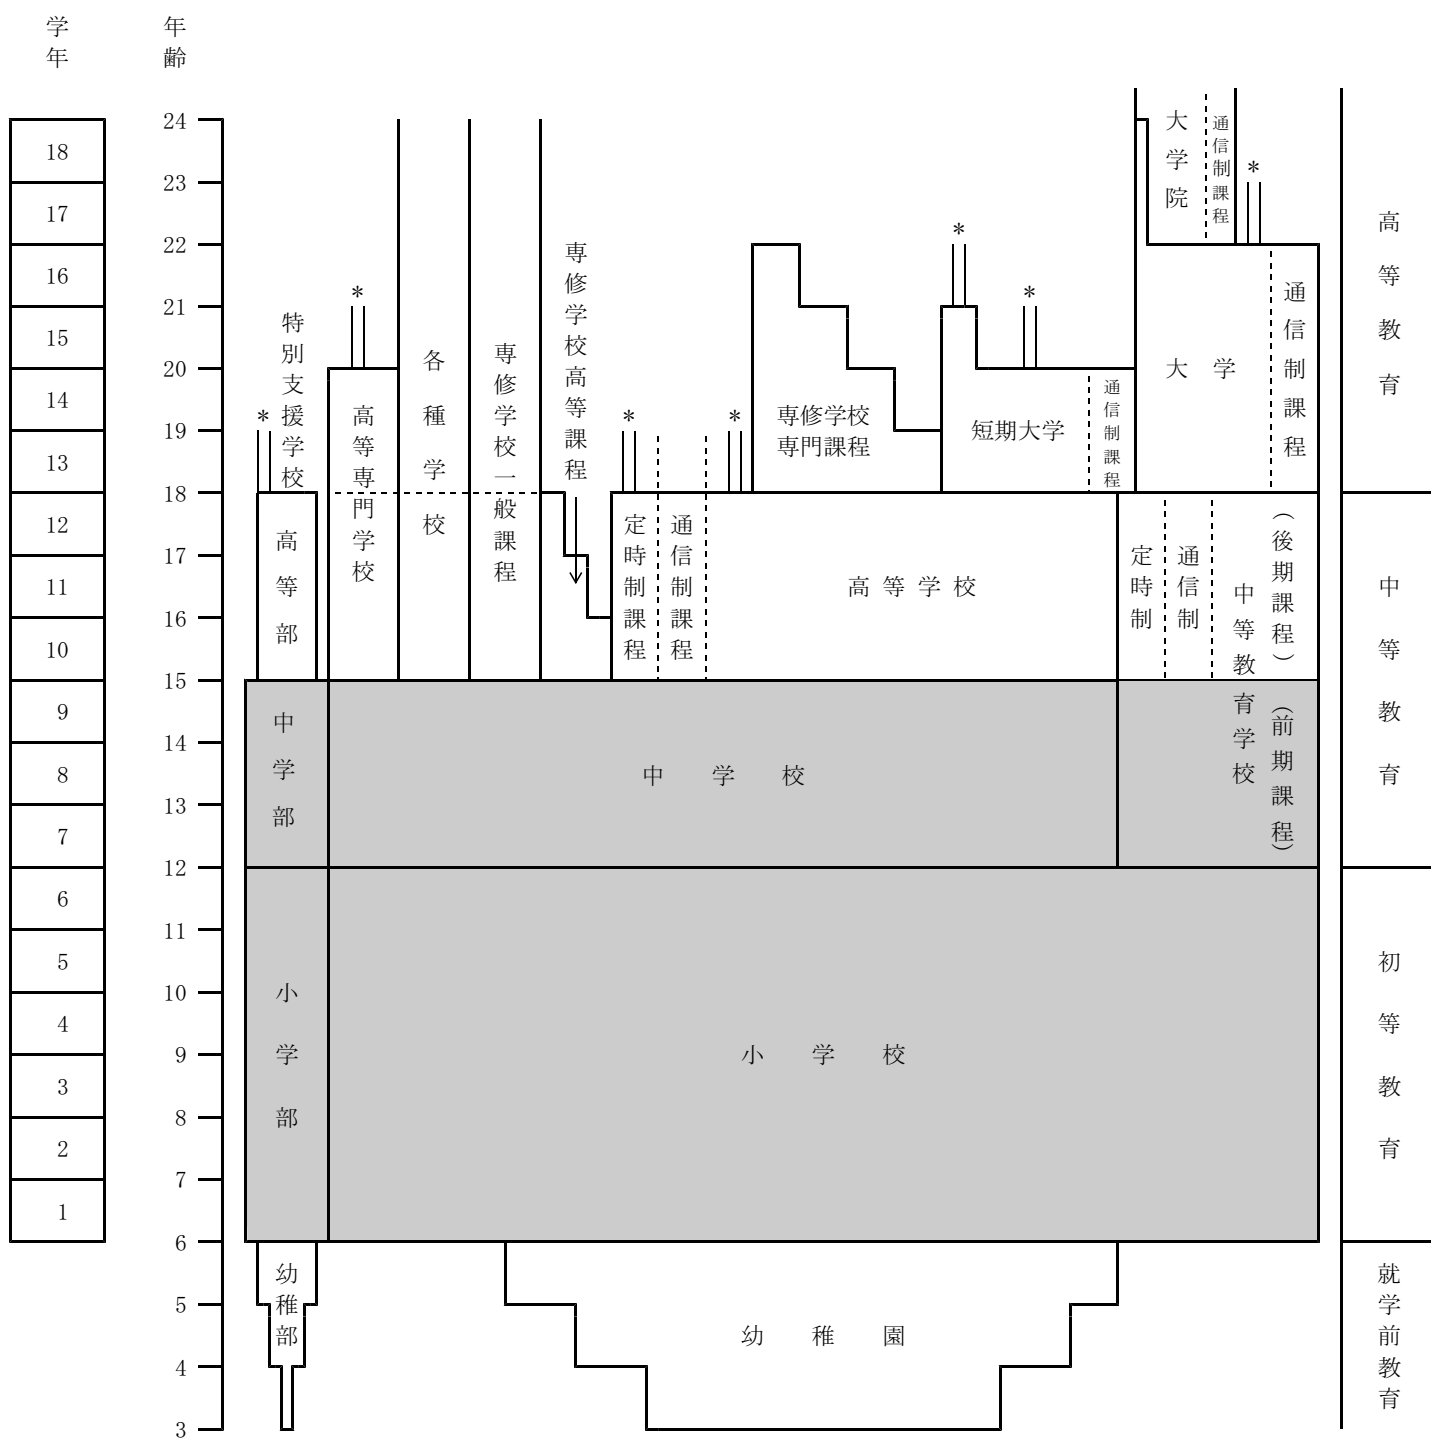 学年
年齢
18
17
16
15
14
13
12
11
10
9
8
7
6
5
4
3
2
1
24
23
22
21
20
19
18
17
16
15
14
13
12
11
10
9
8
7
6
5
4
3
*
特別支援学校
高等部
中学部
小学部
幼稚部
*
高等専門学校
各種学校
専修学校一般課程
専修学校高等課程
*
定時制課程
通信制課程
*
専修学校
専門課程
*
*
短期大学
通信制課程
大学院
通信制課程
*
大学
通信制課程
高等学校
定時制
通信制
中等教育学校
（後期課程）
（前期課程）
中学校
小学校
幼稚園
高等教育
中等教育
初等教育
就学前教育